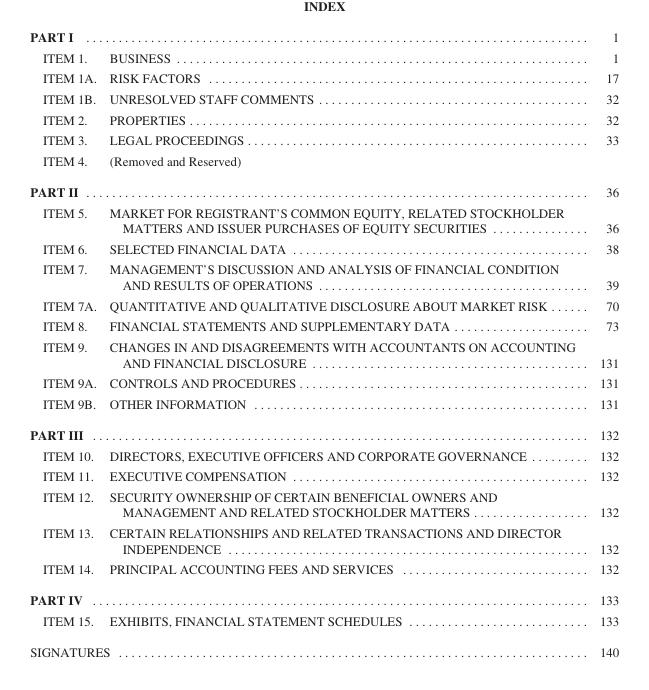 INDEX
PART I ..... 1
ITEM 1. BUSINESS ..... 1
ITEM 1A. RISK FACTORS ..... 17
ITEM 1B. UNRESOLVED STAFF COMMENTS ..... 32
ITEM 2. PROPERTIES ..... 32
ITEM 3. LEGAL PROCEEDINGS ..... 33
ITEM 4. (Removed and Reserved)
PART II ..... 36
ITEM 5. MARKET FOR REGISTRANT'S COMMON EQUITY, RELATED STOCKHOLDER
MATTERS AND ISSUER PURCHASES OF EQUITY SECURITIES ..... 36
ITEM 6. SELECTED FINANCIAL DATA ..... 38
ITEM 7. MANAGEMENT'S DISCUSSION AND ANALYSIS OF FINANCIAL CONDITION
AND RESULTS OF OPERATIONS ..... 39
ITEM 7A. QUANTITATIVE AND QUALITATIVE DISCLOSURE ABOUT MARKET RISK ..... 70
ITEM 8. FINANCIAL STATEMENTS AND SUPPLEMENTARY DATA ..... 73
ITEM 9. CHANGES IN AND DISAGREEMENTS WITH ACCOUNTANTS ON ACCOUNTING
AND FINANCIAL DISCLOSURE ..... 131
ITEM 9A. CONTROLS AND PROCEDURES ..... 131
ITEM 9B. OTHER INFORMATION ..... 131
PART III ..... 132
ITEM 10. DIRECTORS, EXECUTIVE OFFICERS AND CORPORATE GOVERNANCE ..... 132
ITEM 11. EXECUTIVE COMPENSATION ..... 132
ITEM 12. SECURITY OWNERSHIP OF CERTAIN BENEFICIAL OWNERS AND
MANAGEMENT AND RELATED STOCKHOLDER MATTERS ..... 132
ITEM 13. CERTAIN RELATIONSHIPS AND RELATED TRANSACTIONS AND DIRECTOR
INDEPENDENCE ..... 132
ITEM 14. PRINCIPAL ACCOUNTING FEES AND SERVICES ..... 132
PART IV ..... 133
ITEM 15. EXHIBITS, FINANCIAL STATEMENT SCHEDULES ..... 133
SIGNATURES ..... 140